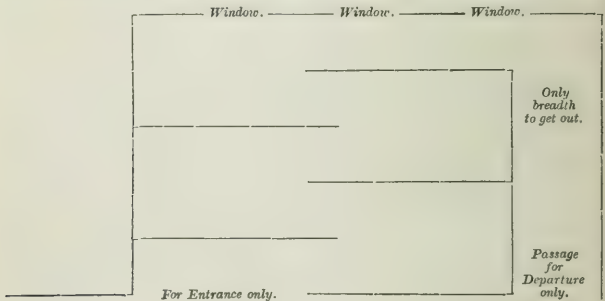 Window. Window. Window.
Only
breadth
to get out.
Passage
for
Departure
only.
For Entrance only.